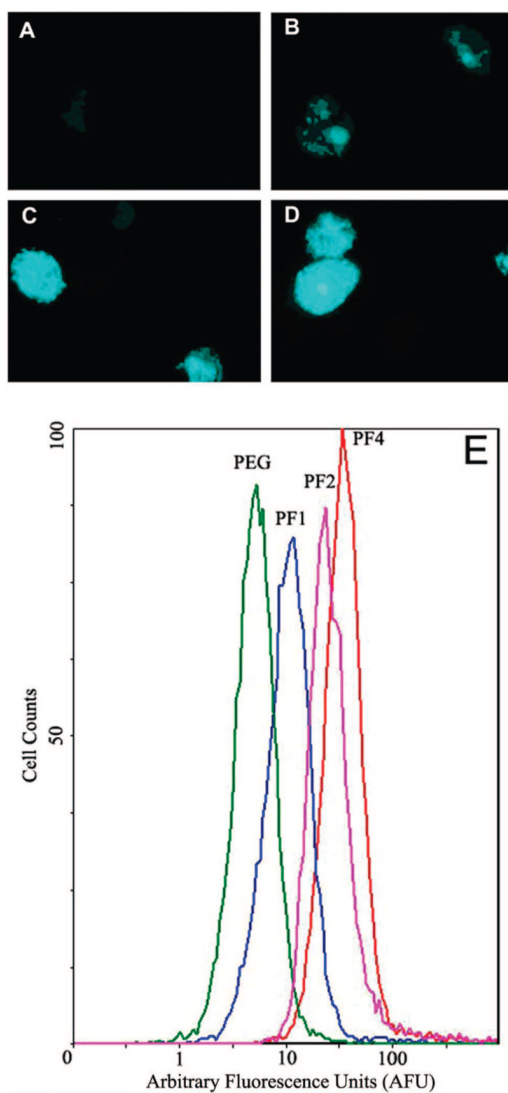 A
B
C
D
100
E
PF4
PEG
PF2
PF1
50
Cell Counts
0 1 10 100
Arbitrary Fluorescence Units (AFU)